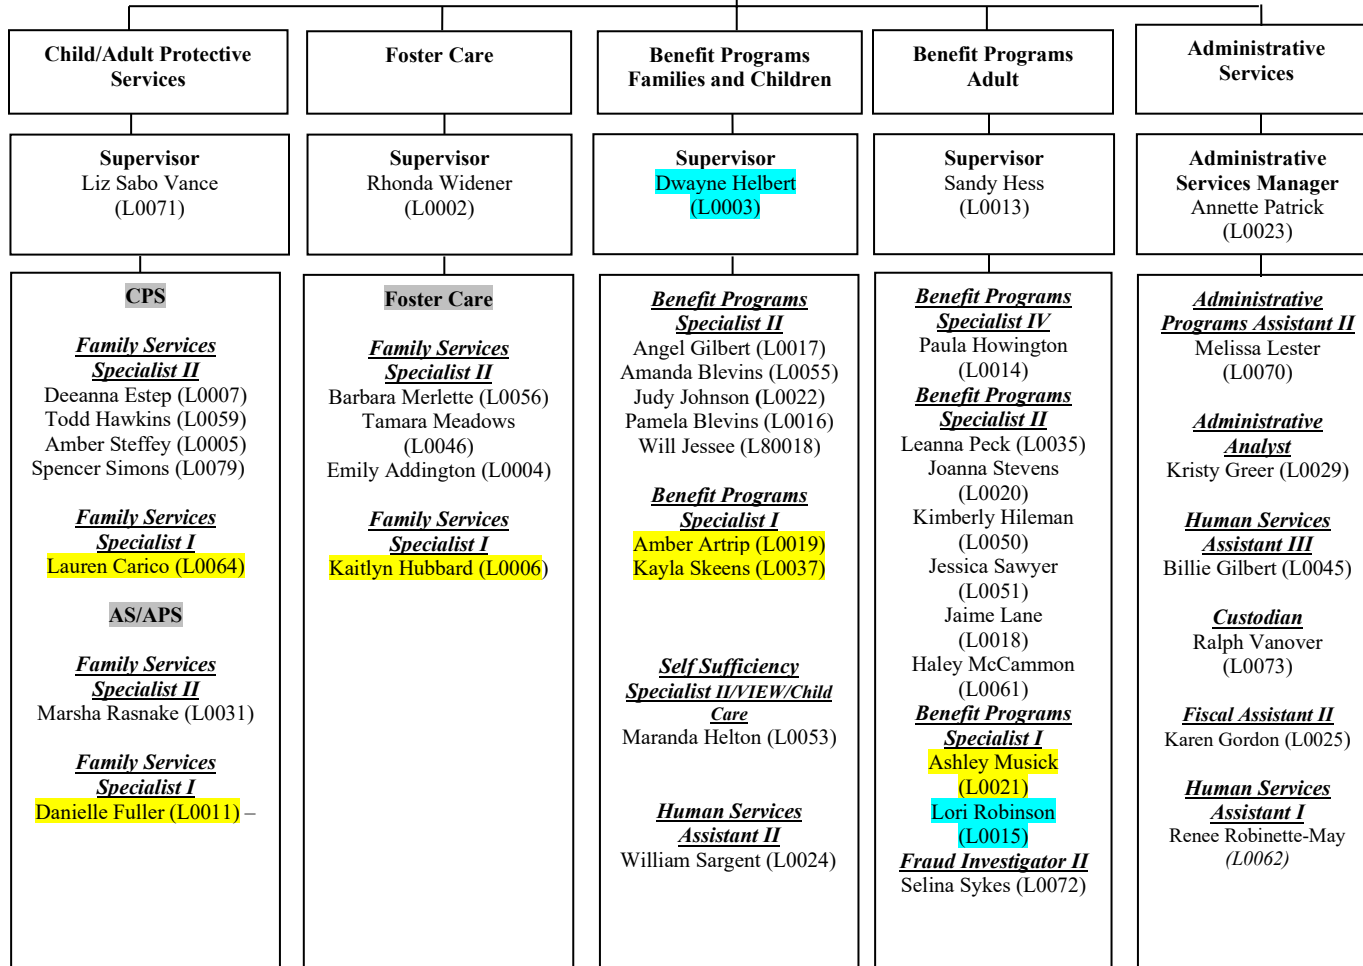 Child/Adult Protective
Services
Foster Care
Benefit Programs
Families and Children
Benefit Programs
Adult
Administrative
Services
Supervisor
Liz Sabo Vance
(L0071)
Supervisor
Rhonda Widener
(L0002)
Supervisor
Dwayne Helbert
(L0003)
Supervisor
Sandy Hess
(L0013)
Administrative
Services Manager
Annette Patrick
(L0023)
CPS
Family Services
Specialist II
Deeanna Estep (L0007)
Todd Hawkins (L0059)
Amber Steffey (L0005)
Spencer Simons (L0079)
Family Services
Specialist I
Lauren Carico (L0064)
AS/APS
Family Services
Specialist II
Marsha Rasnake (L0031)
Family Services
Specialist I
Danielle Fuller (L0011) –
Foster Care
Family Services
Specialist II
Barbara Merlette (L0056)
Tamara Meadows
(L0046)
Emily Addington (L0004)
Family Services
Specialist I
Kaitlyn Hubbard (L0006)
Benefit Programs
Specialist II
Angel Gilbert (L0017)
Amanda Blevins (L0055)
Judy Johnson (L0022)
Pamela Blevins (L0016)
Will Jessee (L80018)
Benefit Programs
Specialist I
Amber Artrip (L0019)
Kayla Skeens (L0037)
Self Sufficiency
Specialist II/VIEW/Child
Care
Maranda Helton (L0053)
Human Services
Assistant II
William Sargent (L0024)
Benefit Programs
Specialist IV
Paula Howington
(L0014)
Benefit Programs
Specialist II
Leanna Peck (L0035)
Joanna Stevens
(L0020)
Kimberly Hileman
(L0050)
Jessica Sawyer
(L0051)
Jaime Lane
(L0018)
Haley McCammon
(L0061)
Benefit Programs
Specialist I
Ashley Musick
(L0021)
Lori Robinson
(L0015)
Fraud Investigator II
Selina Sykes (L0072)
Administrative
Programs Assistant II
Melissa Lester
(L0070)
Administrative
Analyst
Kristy Greer (L0029)
Human Services
Assistant III
Billie Gilbert (L0045)
Custodian
Ralph Vanover
(L0073)
Fiscal Assistant II
Karen Gordon (L0025)
Human Services
Assistant I
Renee Robinette-May
(L0062)